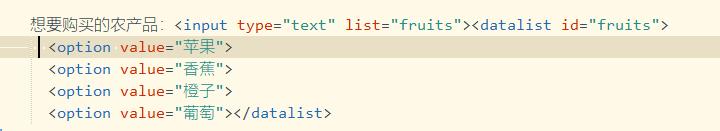 想要购买的农产品：<input type="text" list="fruits"><datalist id="fruits">
<option value="苹果">
<option value="香蕉">
<option value="橙子">
<option value="葡萄"></datalist>